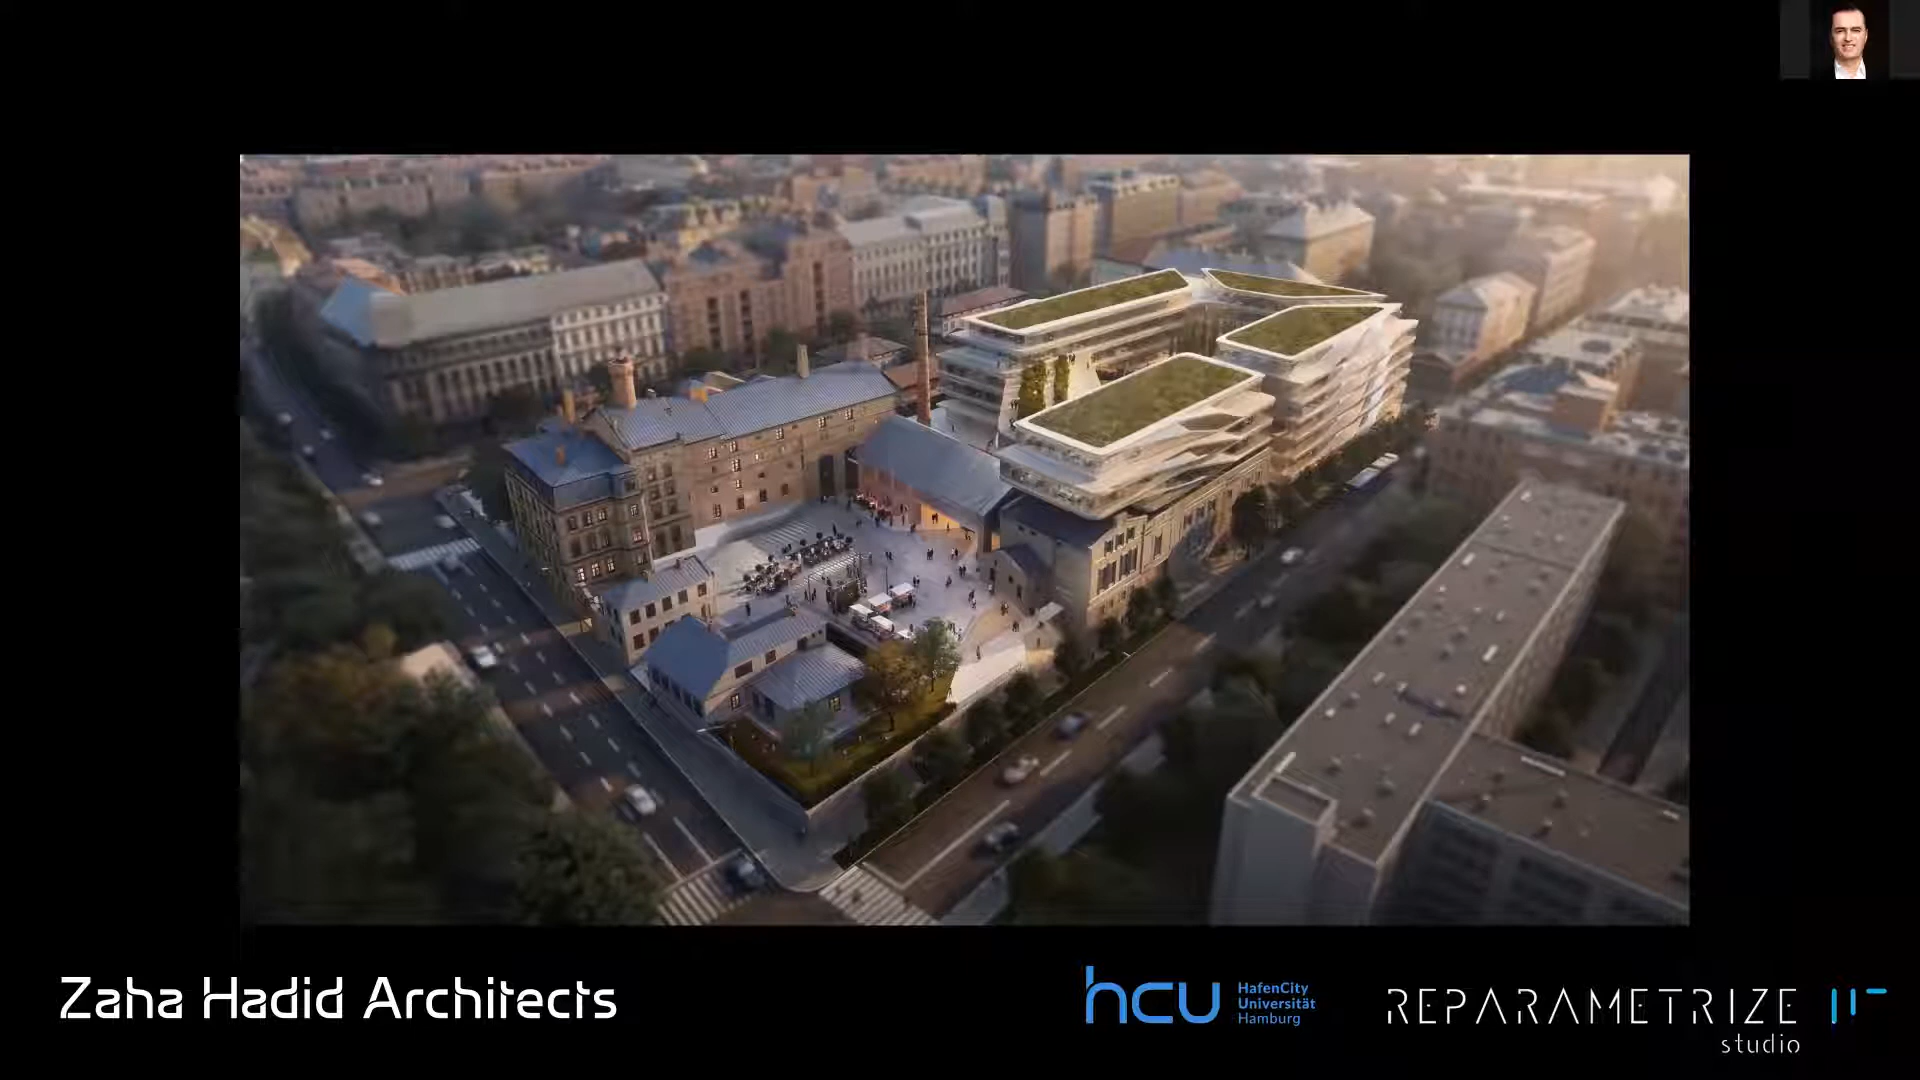 Zaha Hadid Architects
hcu
HafenCity
Universität
Hamburg
REPARAMETRIZE
studio